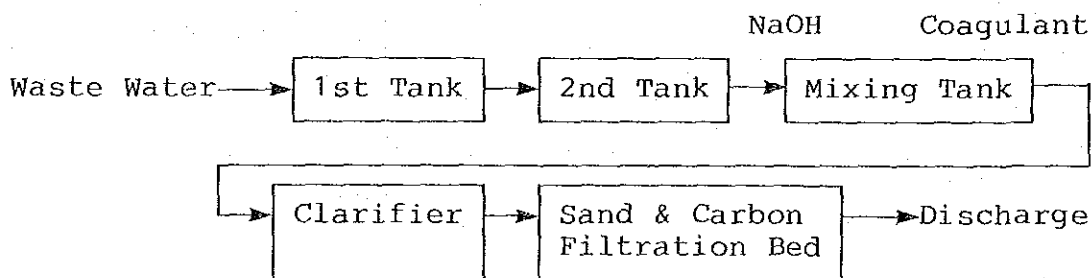 NaOH Coagulant
Waste Water 1st Tank 2nd Tank Mixing Tank
Clarifier Sand & Carbon Discharge
Filtration Bed